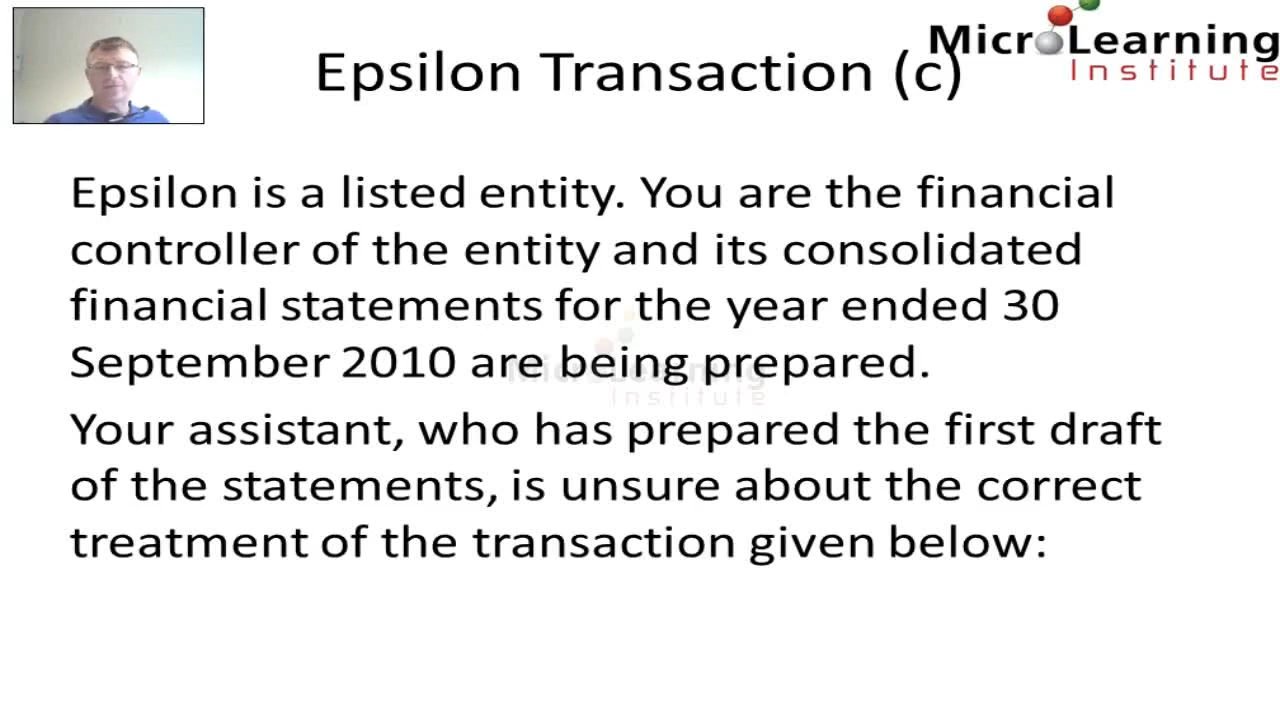 Epsilon Transaction (c)
MicroLearning
Institute
Epsilon is a listed entity. You are the financial
controller of the entity and its consolidated
financial statements for the year ended 30
September 2010 are being prepared.
MicroLearning
Institute
Your assistant, who has prepared the first draft
of the statements, is unsure about the correct
treatment of the transaction given below: